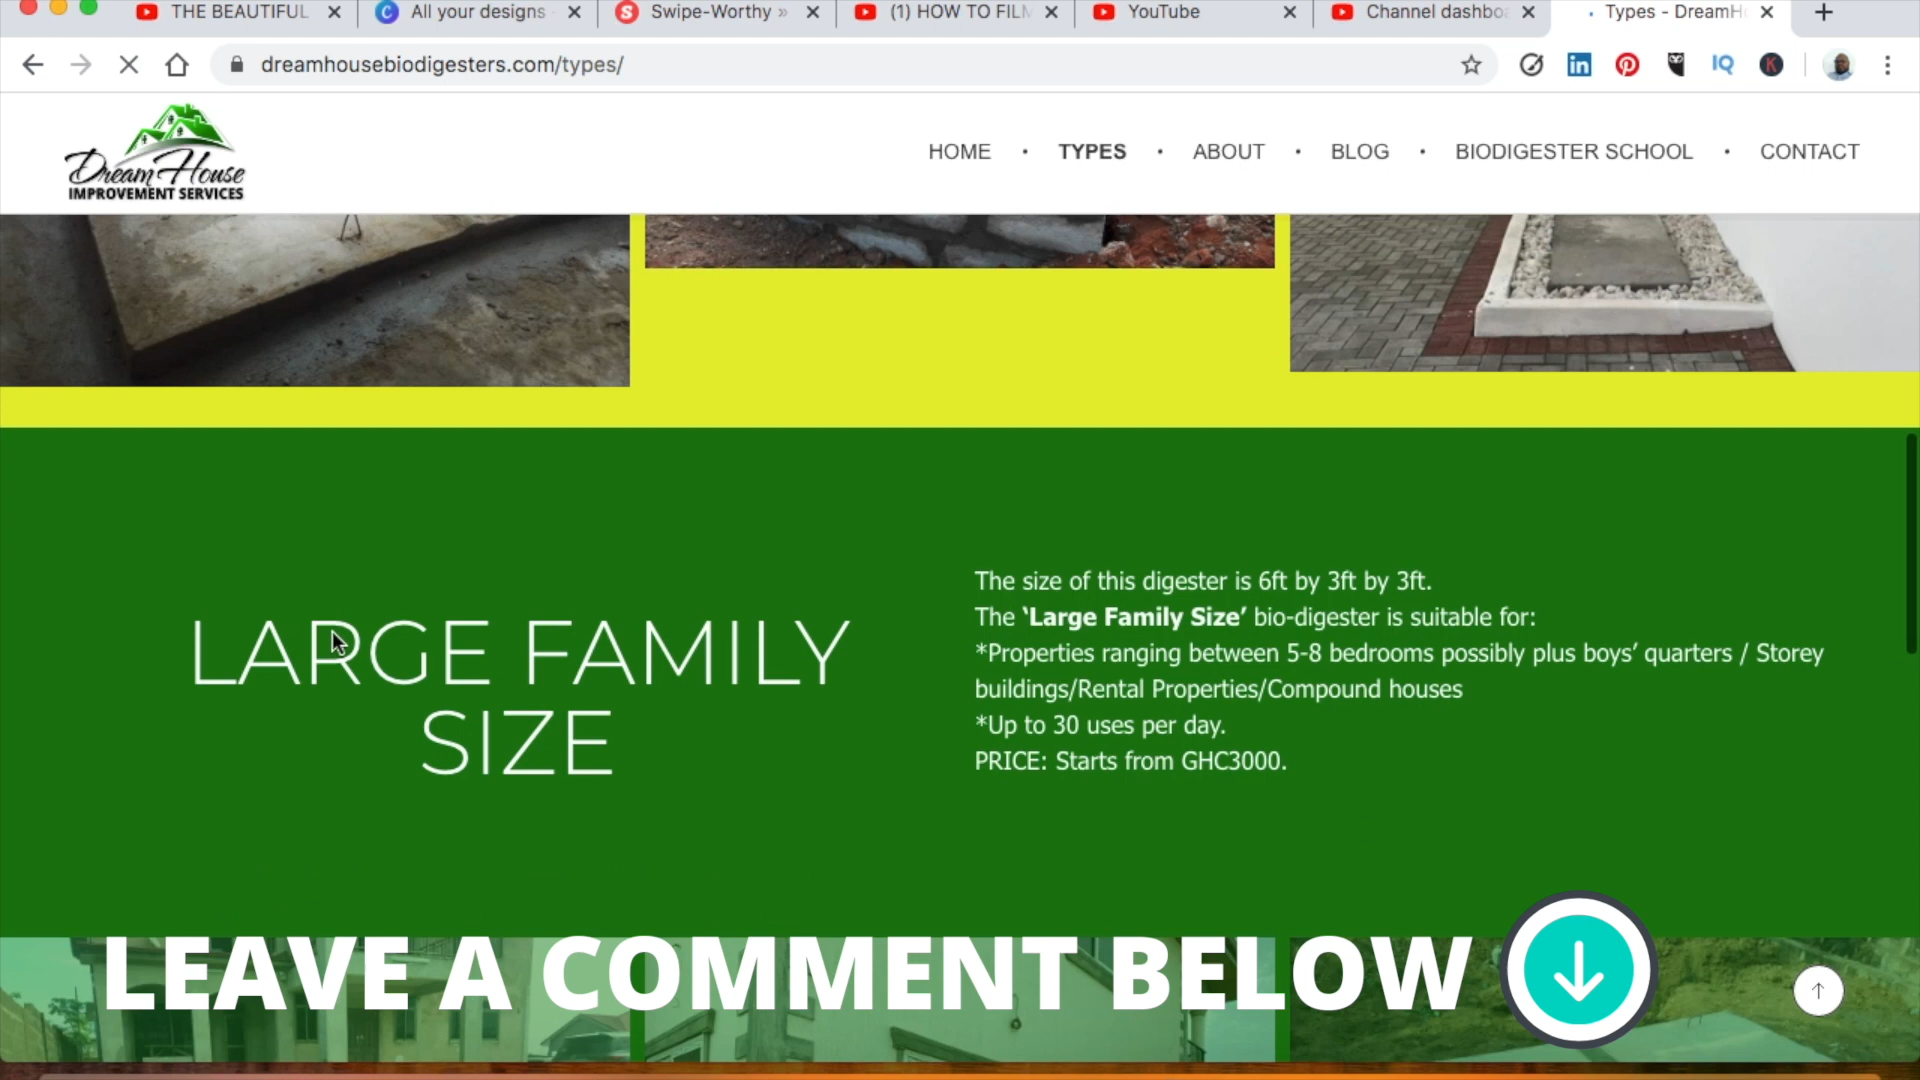 THE BEAUTIFUL
All your designs
Swipe-Worthy »
(1) HOW TO FILM
YouTube
Channel dashbo
Types - DreamH
dreamhousebiodigesters.com/types/
IQ
K
Dream House
IMPROVEMENT SERVICES
HOME · TYPES · ABOUT · BLOG · BIODIGESTER SCHOOL · CONTACT
LARGE FAMILY
SIZE
The size of this digester is 6ft by 3ft by 3ft.
The ‘Large Family Size’ bio-digester is suitable for:
*Properties ranging between 5-8 bedrooms possibly plus boys’ quarters / Storey
buildings/Rental Properties/Compound houses
*Up to 30 uses per day.
PRICE: Starts from GHC3000.
LEAVE A COMMENT BELOW